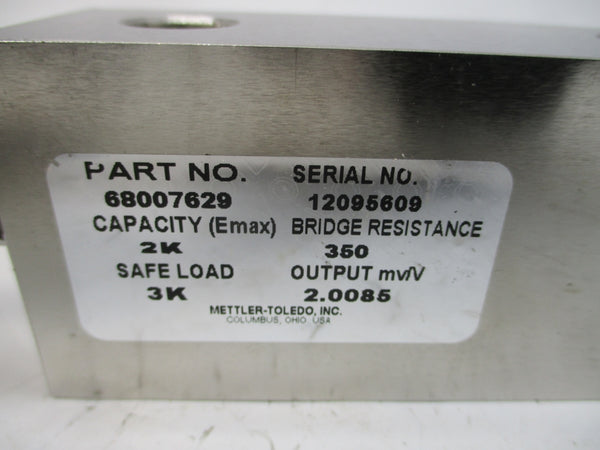 PART NO. SERIAL NO.
68007629 12095609
CAPACITY (Emax) BRIDGE RESISTANCE
2K 350
SAFE LOAD OUTPUT mv/V
3K 2.0085
METTLER-TOLEDO, INC.
COLUMBUS, OHIO USA